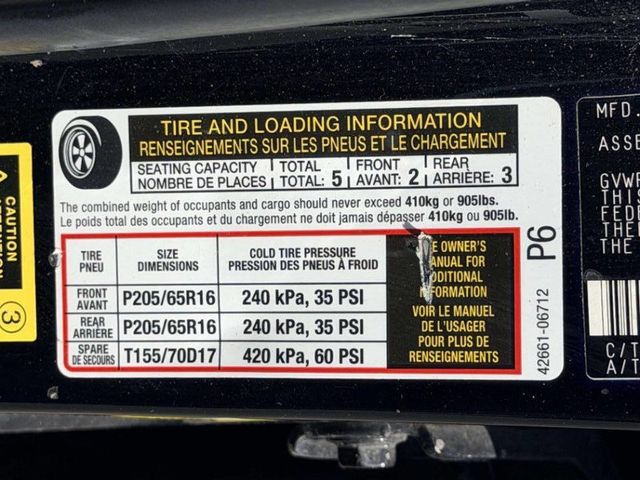 TIRE AND LOADING INFORMATION
RENSEIGNEMENTS SUR LES PNEUS ET LE CHARGEMENT
SEATING CAPACITY TOTAL FRONT REAR
NOMBRE DE PLACES TOTAL: 5 AVANT: 2 ARRIÈRE: 3
The combined weight of occupants and cargo should never exceed 410kg or 905lbs.
Le poids total des occupants et du chargement ne doit jamais dépasser 410kg ou 905lb.
TIRE
PNEU
SIZE
DIMENSIONS
COLD TIRE PRESSURE
PRESSION DES PNEUS À FROID
FRONT
AVANT
P205/65R16
240 kPa, 35 PSI
REAR
ARRIÈRE
P205/65R16
240 kPa, 35 PSI
SPARE
DE SECOURS
T155/70D17
420 kPa, 60 PSI
OWNER'S
MANUAL FOR
ADDITIONAL
INFORMATION
VOIR LE MANUEL
DE L'USAGER
POUR PLUS DE
RENSEIGNEMENTS
P6
42661-06712
CAUTION
3
MFD.
GVWR
THIS
THE
C/T
A/T